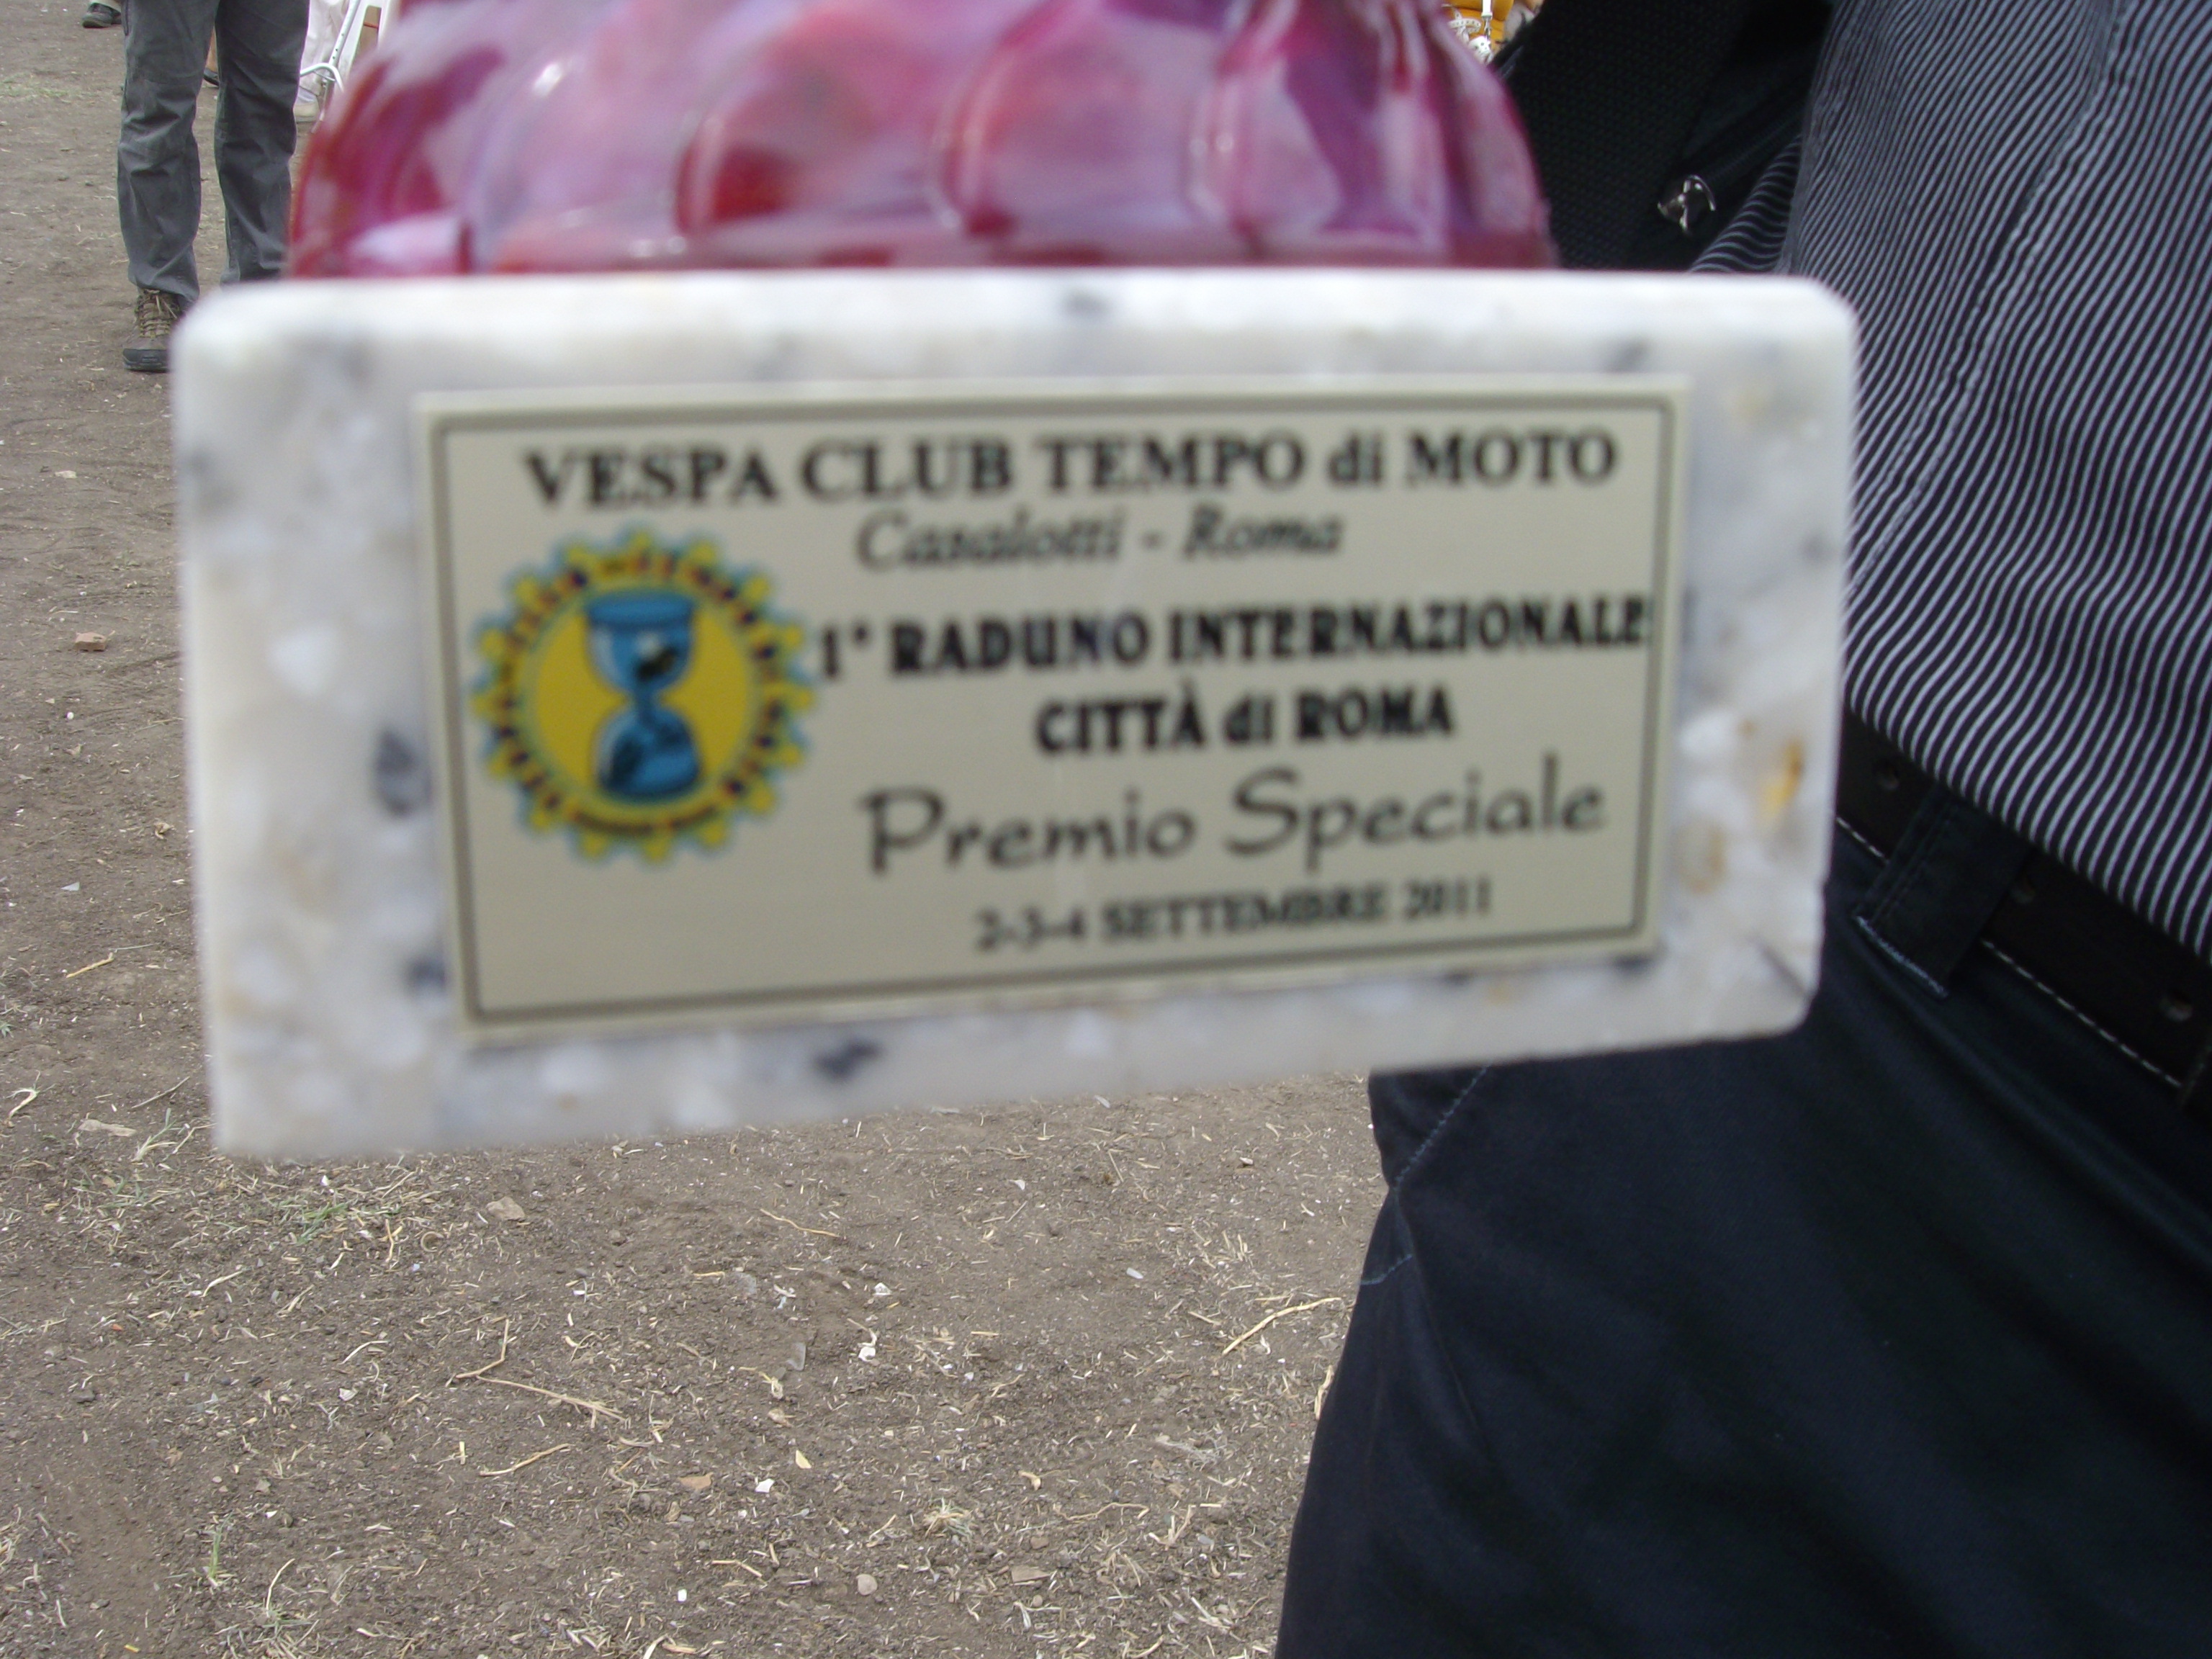 VESPA CLUB TEMPO di MOTO
Casalotti - Roma
1° RADUNO INTERNAZIONALE
CITTÀ di ROMA
Premio Speciale
2-3-4 SETTEMBRE 2011